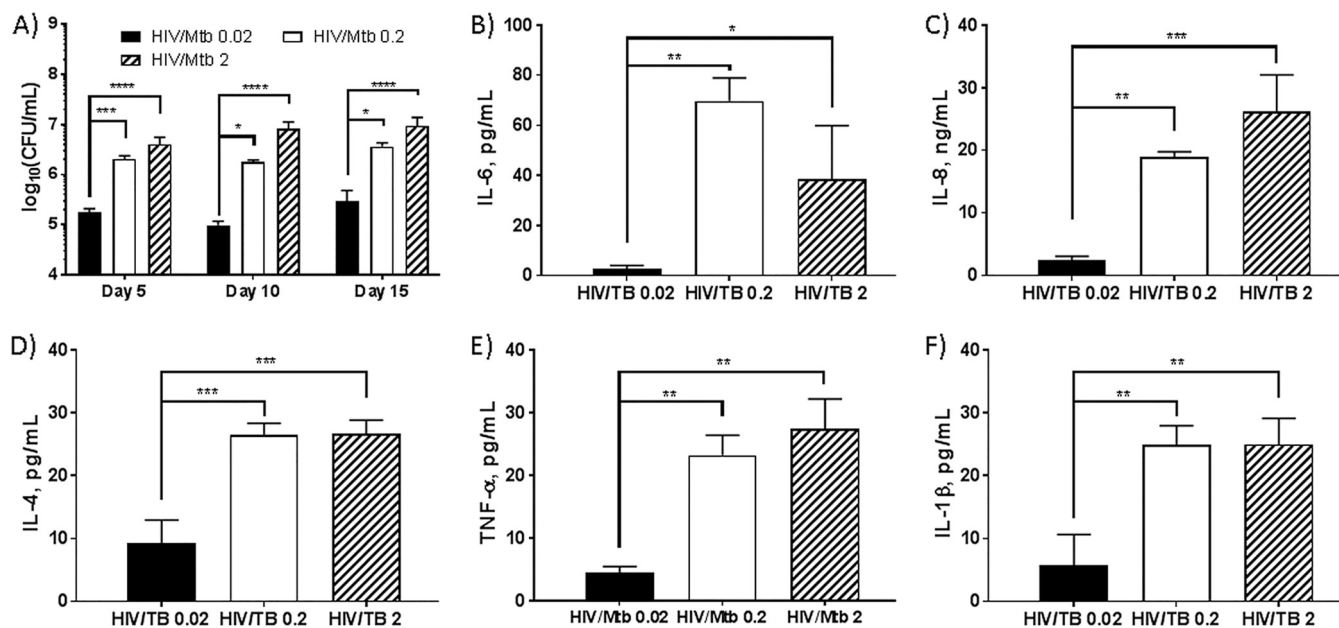 A)
HIV/Mtb 0.02
HIV/Mtb 0.2
HIV/Mtb 2
log10(CFU/mL)
9
8
7
6
5
4
****
***
****
*
****
*
Day 5
Day 10
Day 15
B)
IL-6, pg/mL
100
80
60
40
20
0
*
**
HIV/TB 0.02
HIV/TB 0.2
HIV/TB 2
C)
IL-8, ng/mL
40
30
20
10
0
***
**
HIV/TB 0.02
HIV/TB 0.2
HIV/TB 2
D)
IL-4, pg/mL
40
30
20
10
0
***
***
HIV/TB 0.02
HIV/TB 0.2
HIV/TB 2
E)
TNF-α, pg/mL
40
30
20
10
0
**
**
HIV/Mtb 0.02
HIV/Mtb 0.2
HIV/Mtb 2
F)
IL-1β, pg/mL
40
30
20
10
0
**
**
HIV/TB 0.02
HIV/TB 0.2
HIV/TB 2